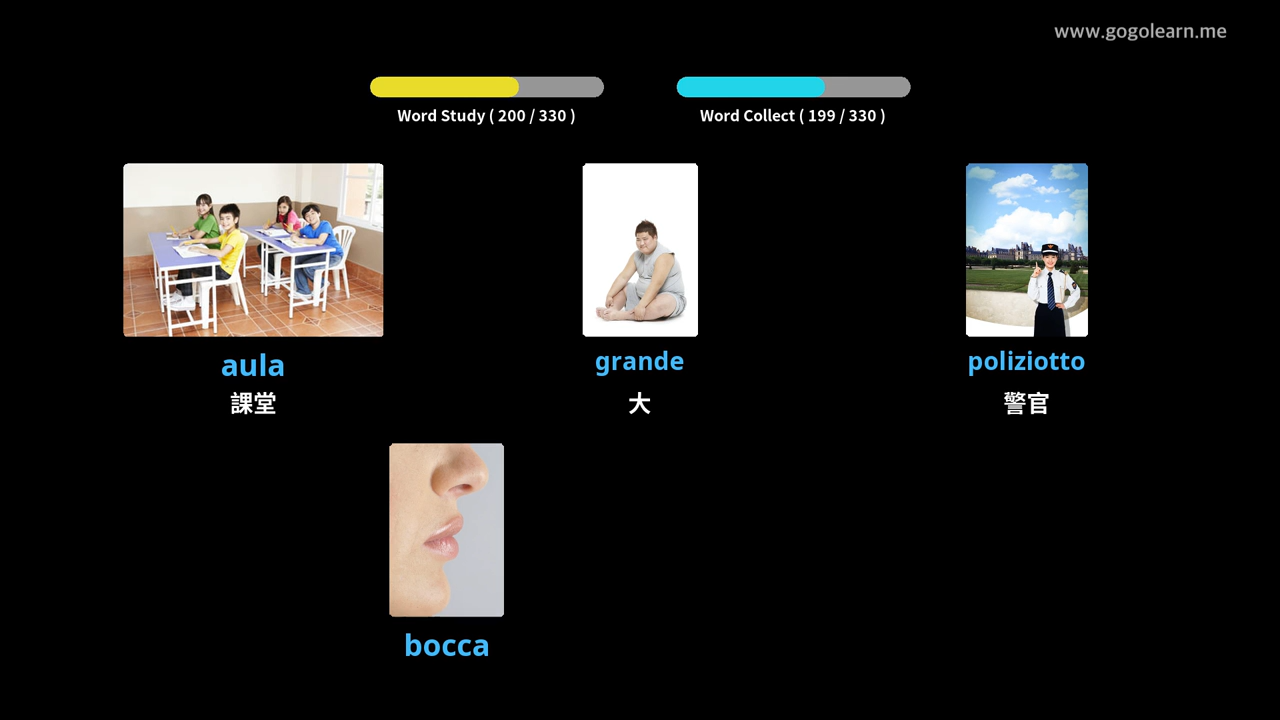 www.gogolearn.me
Word Study ( 200 / 330 )
Word Collect ( 199 / 330 )
aula
課堂
grande
大
poliziotto
警官
bocca